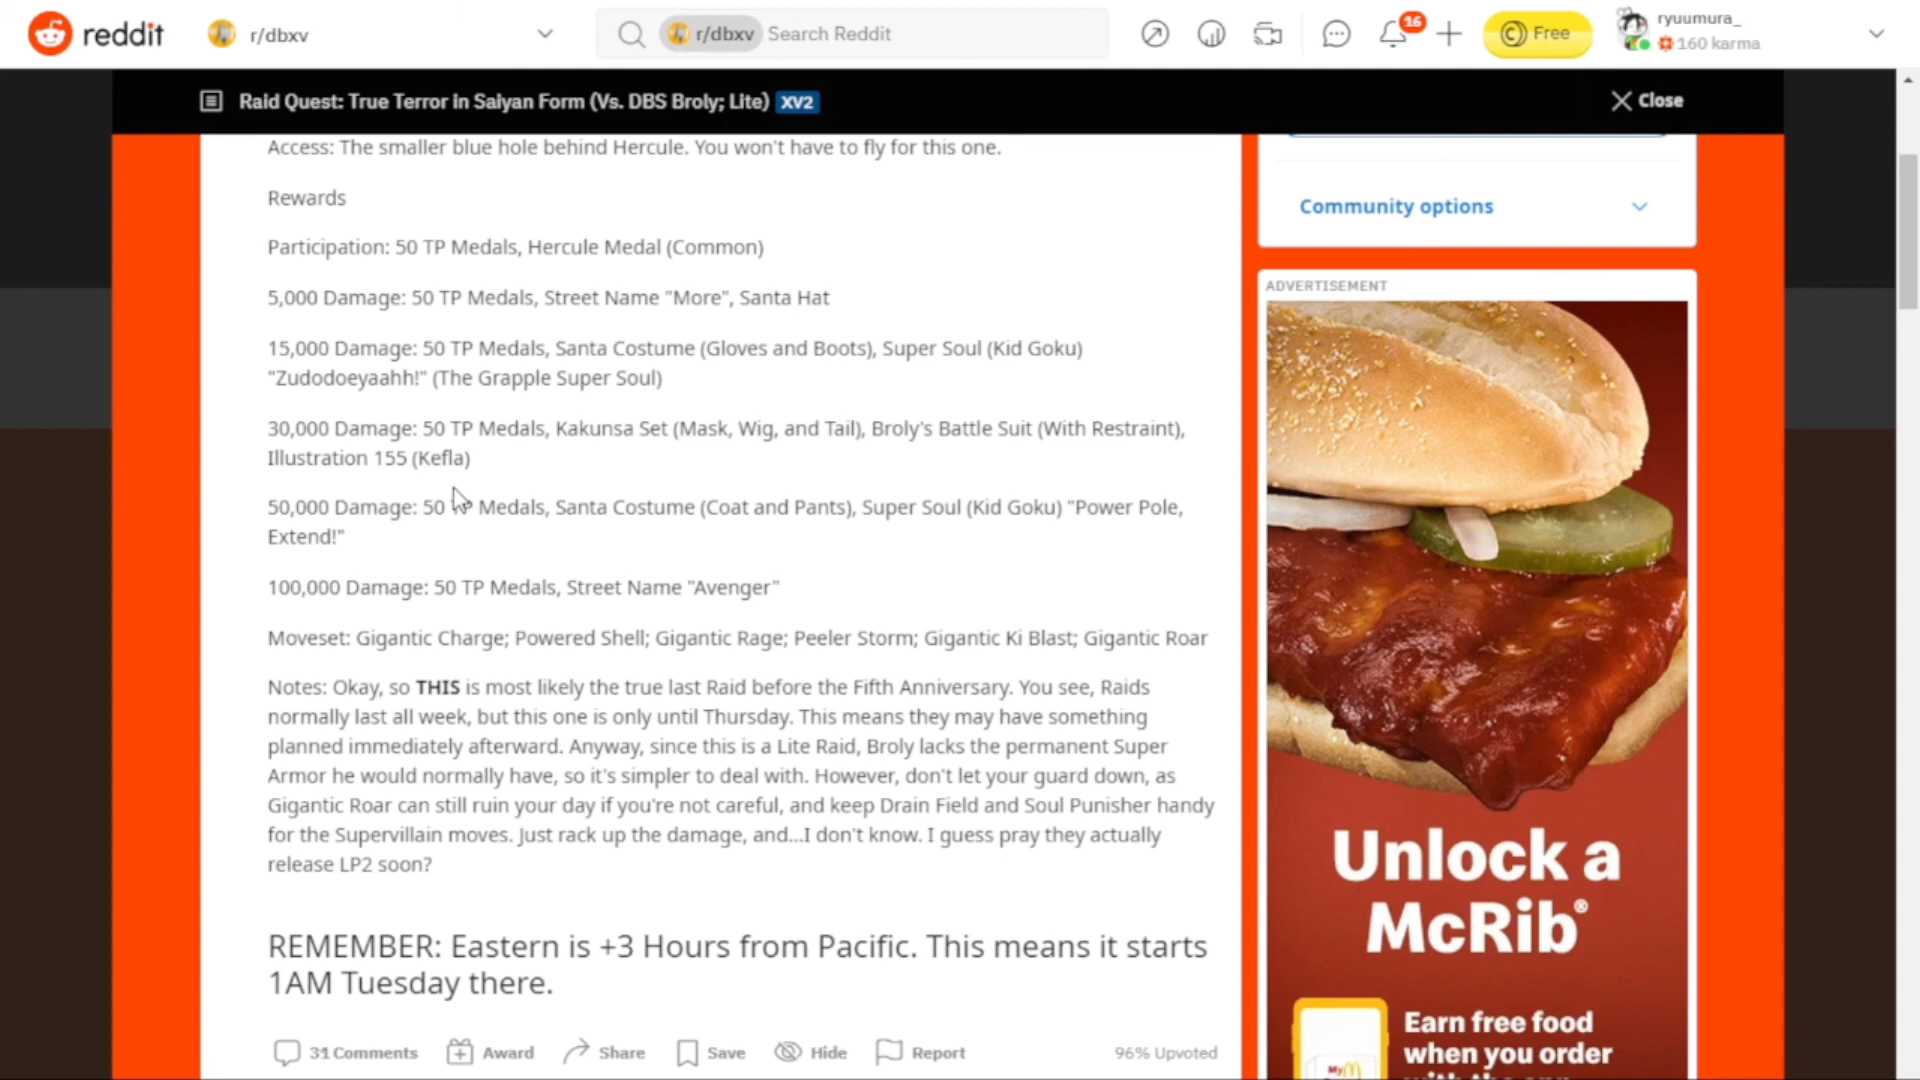 reddit
r/dbxv
r/dbxv Search Reddit
16
Free
ryuumura_
160 karma
Raid Quest: True Terror in Saiyan Form (Vs. DBS Broly; Lite) XV2
Close
Access: The smaller blue hole behind Hercule. You won't have to fly for this one.
Rewards
Participation: 50 TP Medals, Hercule Medal (Common)
5,000 Damage: 50 TP Medals, Street Name "More", Santa Hat
15,000 Damage: 50 TP Medals, Santa Costume (Gloves and Boots), Super Soul (Kid Goku)
"Zudodoeyaahh!" (The Grapple Super Soul)
30,000 Damage: 50 TP Medals, Kakunsa Set (Mask, Wig, and Tail), Broly's Battle Suit (With Restraint),
Illustration 155 (Kefla)
50,000 Damage: 50 TP Medals, Santa Costume (Coat and Pants), Super Soul (Kid Goku) "Power Pole,
Extend!"
100,000 Damage: 50 TP Medals, Street Name "Avenger"
Moveset: Gigantic Charge; Powered Shell; Gigantic Rage; Peeler Storm; Gigantic Ki Blast; Gigantic Roar
Notes: Okay, so THIS is most likely the true last Raid before the Fifth Anniversary. You see, Raids
normally last all week, but this one is only until Thursday. This means they may have something
planned immediately afterward. Anyway, since this is a Lite Raid, Broly lacks the permanent Super
Armor he would normally have, so it's simpler to deal with. However, don't let your guard down, as
Gigantic Roar can still ruin your day if you're not careful, and keep Drain Field and Soul Punisher handy
for the Supervillain moves. Just rack up the damage, and...I don't know. I guess pray they actually
release LP2 soon?
REMEMBER: Eastern is +3 Hours from Pacific. This means it starts
1AM Tuesday there.
31 Comments Award Share Save Hide Report 96% Upvoted
Community options
ADVERTISEMENT
Unlock a
McRib®
Earn free food
when you order
with the app
My